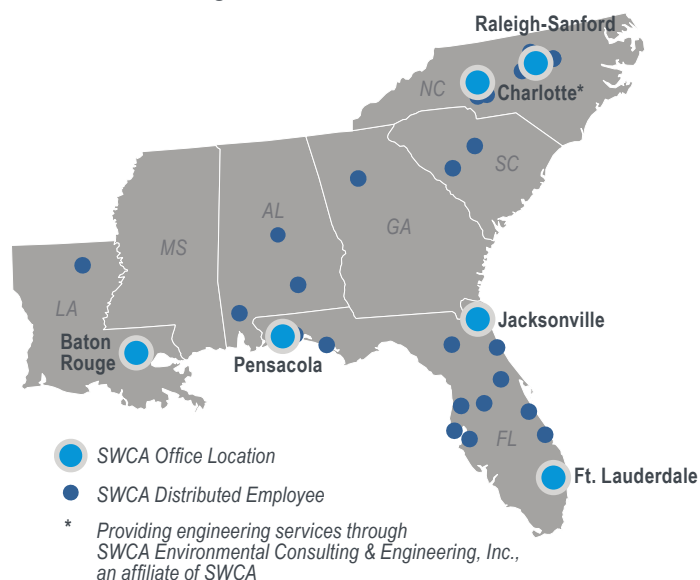 Raleigh-Sanford
NC
Charlotte*
SC
AL
GA
MS
LA
Jacksonville
Baton
Rouge
Pensacola
FL
Ft. Lauderdale
SWCA Office Location
SWCA Distributed Employee
* Providing engineering services through
SWCA Environmental Consulting & Engineering, Inc.,
an affiliate of SWCA